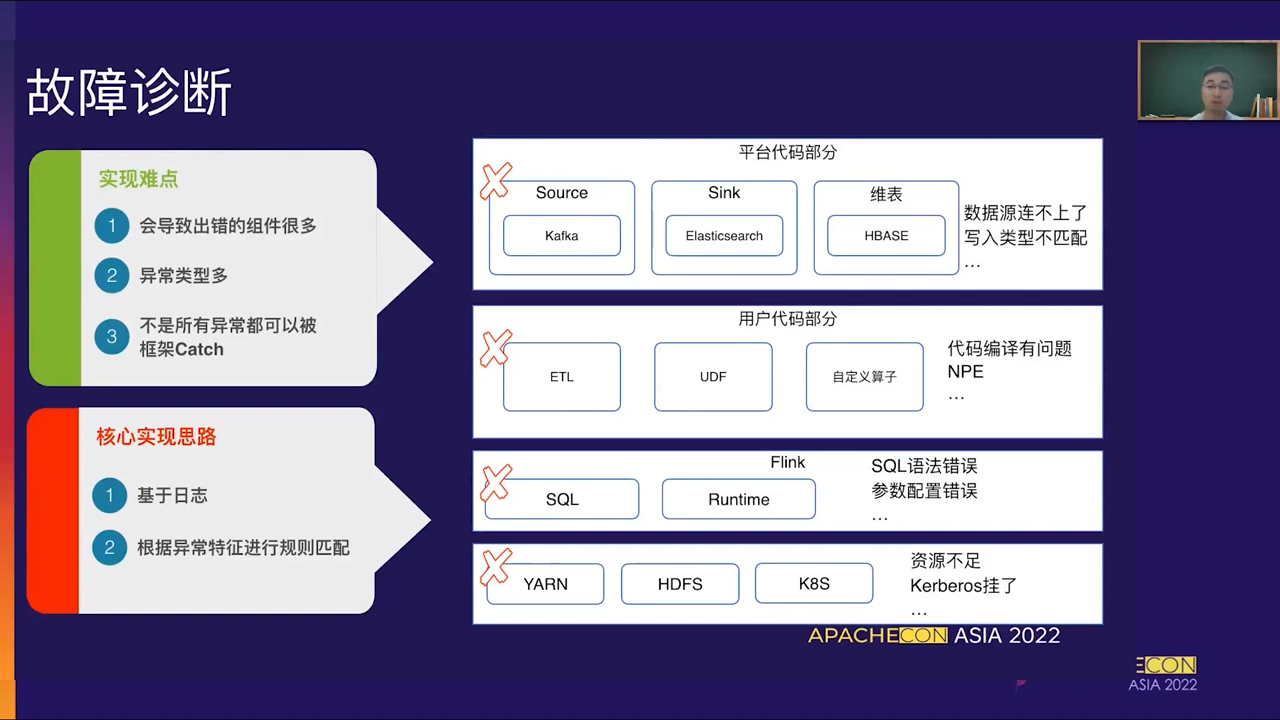 故障诊断
实现难点
1 会导致出错的组件很多
2 异常类型多
3 不是所有异常都可以被
框架Catch
核心实现思路
1 基于日志
2 根据异常特征进行规则匹配
平台代码部分
Source
Kafka
Sink
Elasticsearch
维表
HBASE
数据源连不上了
写入类型不匹配
...
用户代码部分
ETL
UDF
自定义算子
代码编译有问题
NPE
...
Flink
SQL
Runtime
SQL语法错误
参数配置错误
...
YARN
HDFS
K8S
资源不足
Kerberos挂了
...
APACHECON ASIA 2022
ECON
ASIA 2022